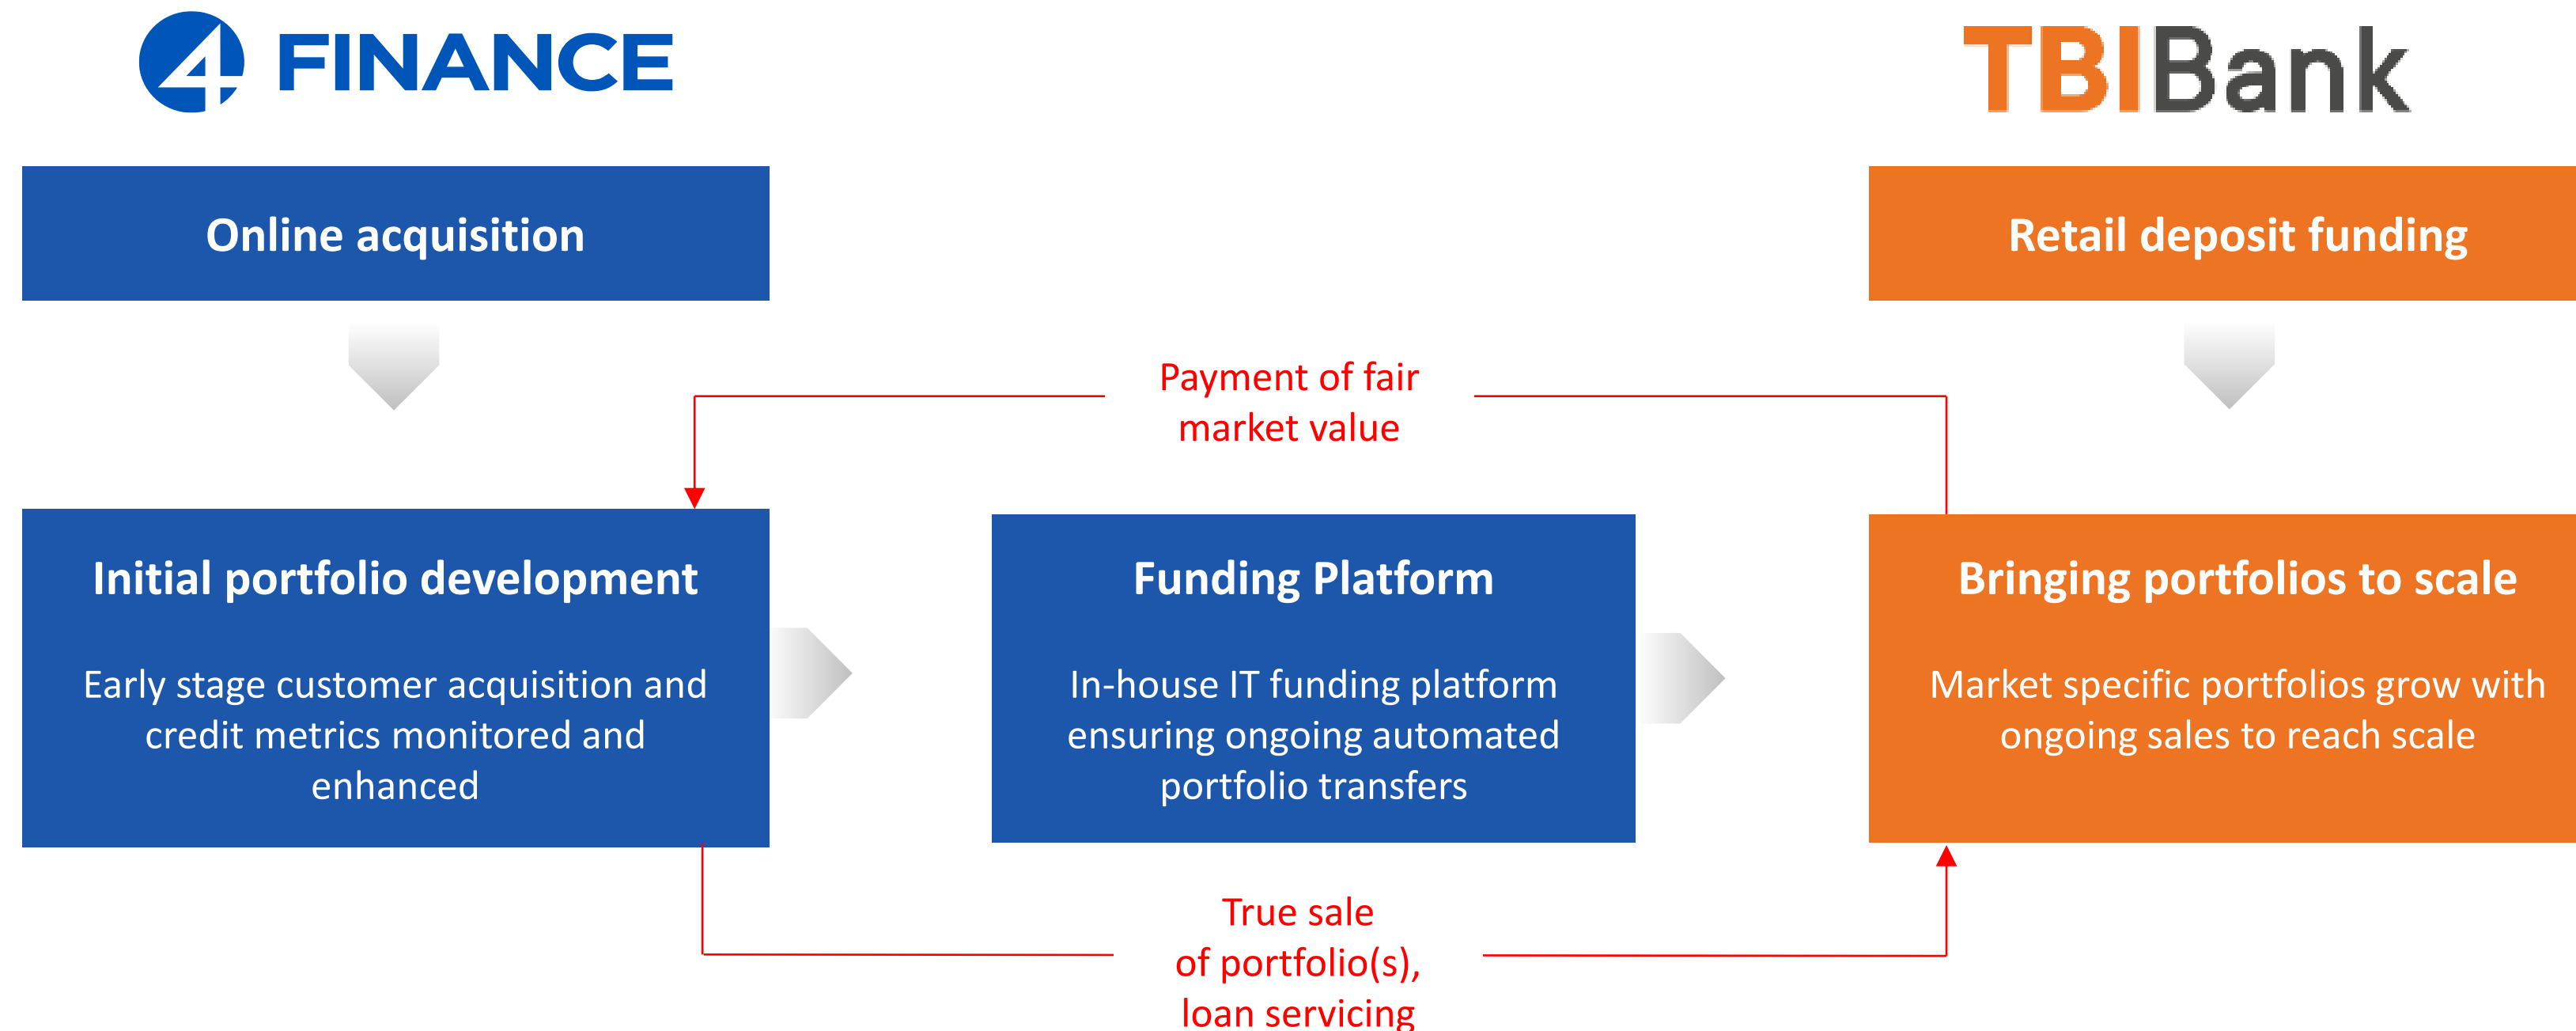 4 FINANCE
TBIBank
Online acquisition
Retail deposit funding
Payment of fair
market value
Initial portfolio development
Early stage customer acquisition and
credit metrics monitored and
enhanced
Funding Platform
In-house IT funding platform
ensuring ongoing automated
portfolio transfers
Bringing portfolios to scale
Market specific portfolios grow with
ongoing sales to reach scale
True sale
of portfolio(s),
loan servicing